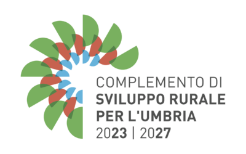 COMPLEMENTO DI
SVILUPPO RURALE
PER L'UMBRIA
2023 | 2027